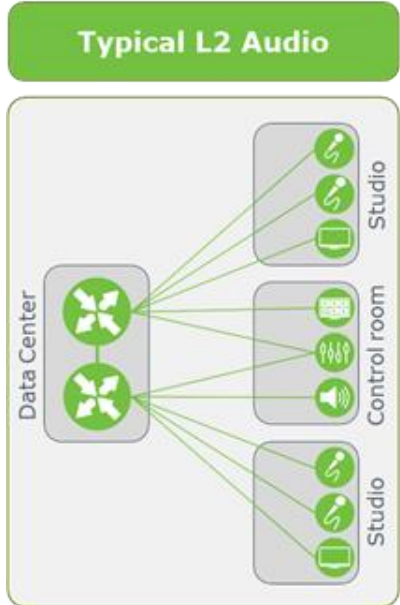 Typical L2 Audio
Data Center
Studio
Control room
Studio